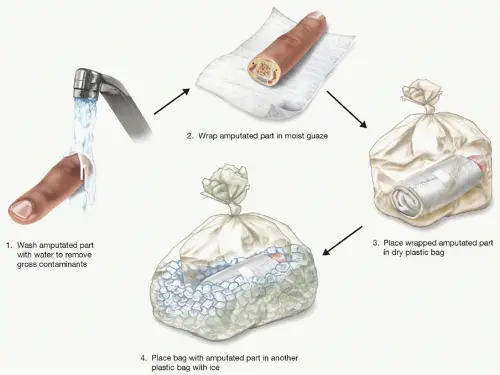 1. Wash amputated part
with water to remove
gross contaminants
2. Wrap amputated part in moist guaze
3. Place wrapped amputated part
in dry plastic bag
4. Place bag with amputated part in another
plastic bag with ice